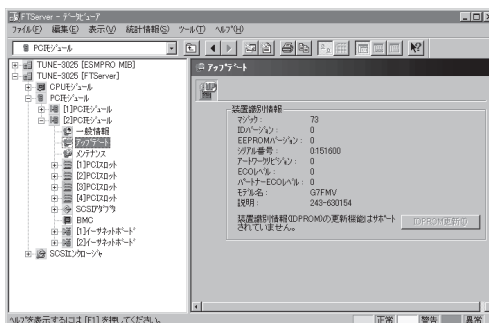 FTServer - データビューア
ファイル(F) 編集(E) 表示(V) 統計情報(S) ツール(T) ヘルプ(H)
PCIモジュール
TUNE-3025 [ESMPRO MIB]
TUNE-3025 [FTServer]
CPUモジュール
PCIモジュール
[1]PCIモジュール
[2]PCIモジュール
一般情報
アップデート
メンテナンス
[1]PCIスロット
[2]PCIスロット
[3]PCIスロット
[4]PCIスロット
SCSIアダプタ
BMC
[1]イーサネットボード
[2]イーサネットボード
SCSIエンクロージャ
アップデート
装置識別情報
マジック: 73
IDバージョン: 0
EEPROMバージョン: 0
シリアル番号: 0151600
アートワークリビジョン: 0
ECOレベル: 0
パートナーECOレベル: 0
モデル名: G7FMV
説明: 243-630154
装置識別情報(IDPROM)の更新機能はサポート
されていません。
IDPROM更新(I)
ヘルプを表示するには [F1] を押してください。
正常 警告 異常